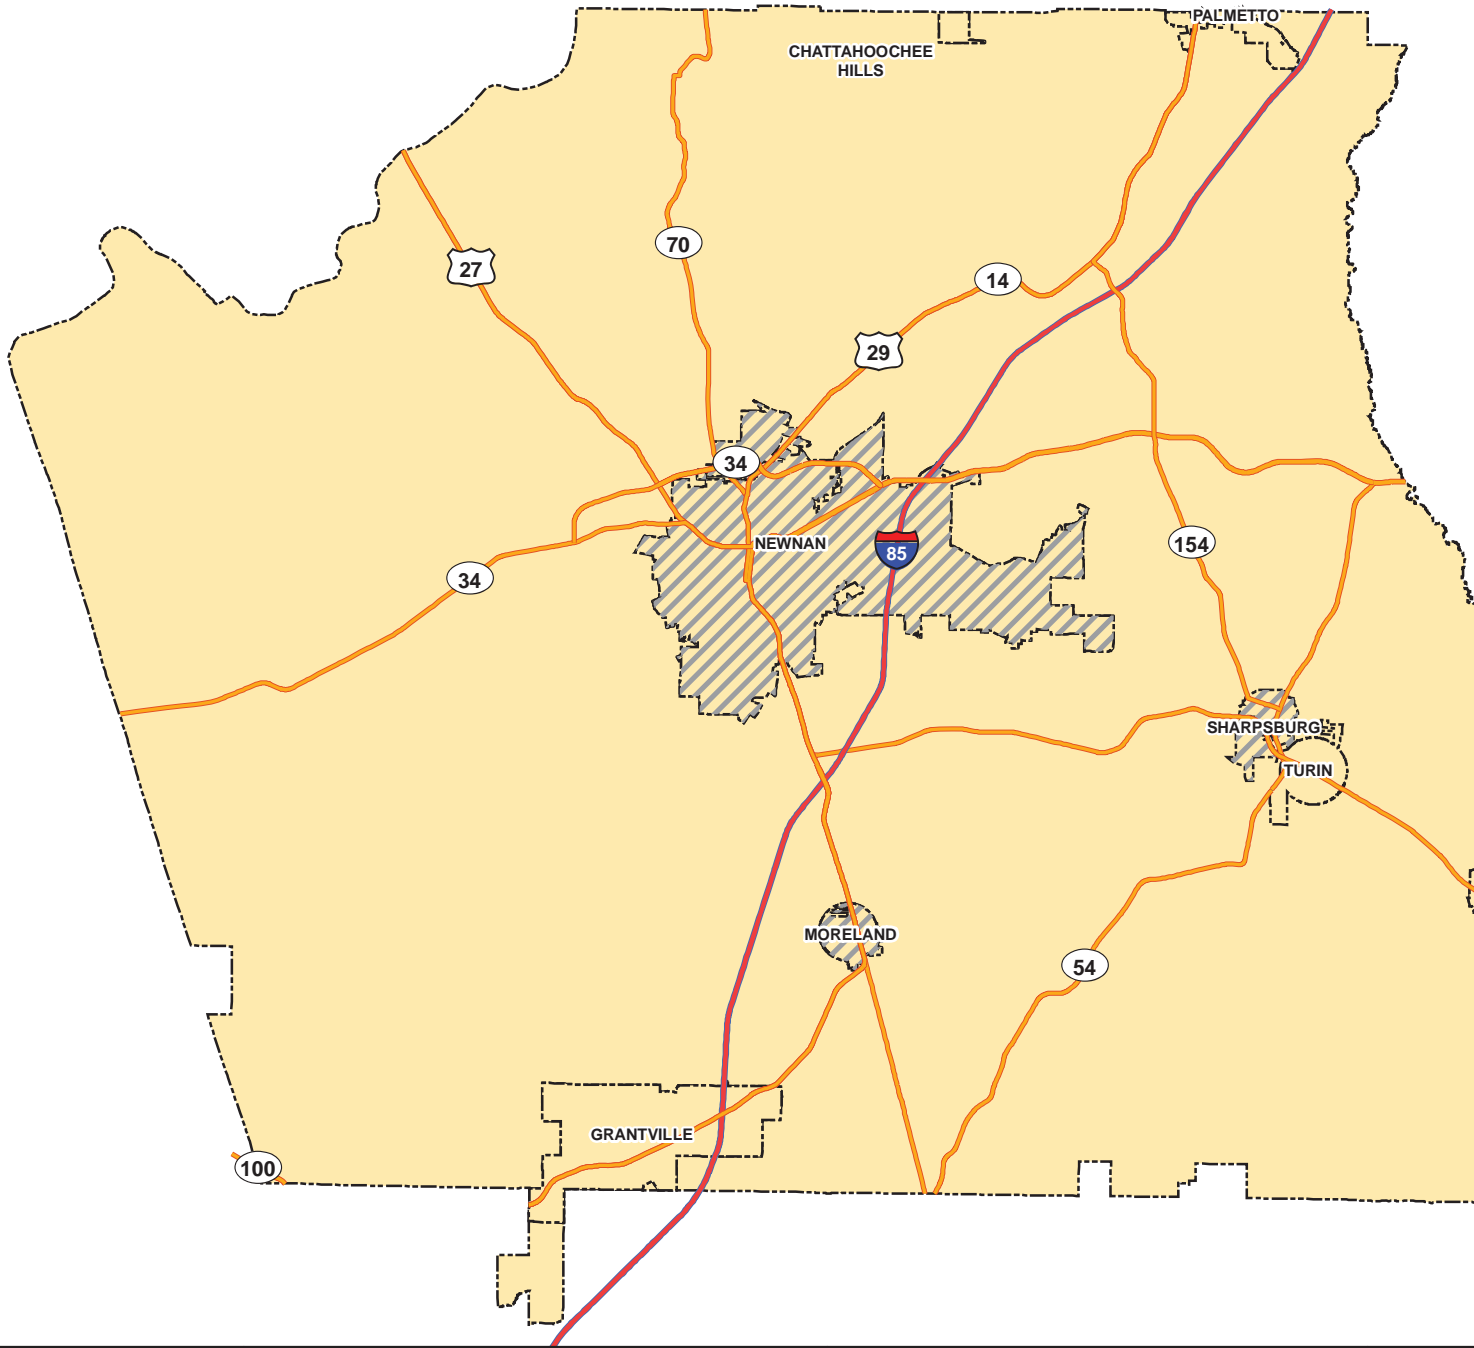 PALMETTO
CHATTAHOOCHEE
HILLS
70
27
14
29
34
NEWNAN
154
85
34
SHARPSBURG
TURIN
MORELAND
54
GRANTVILLE
100